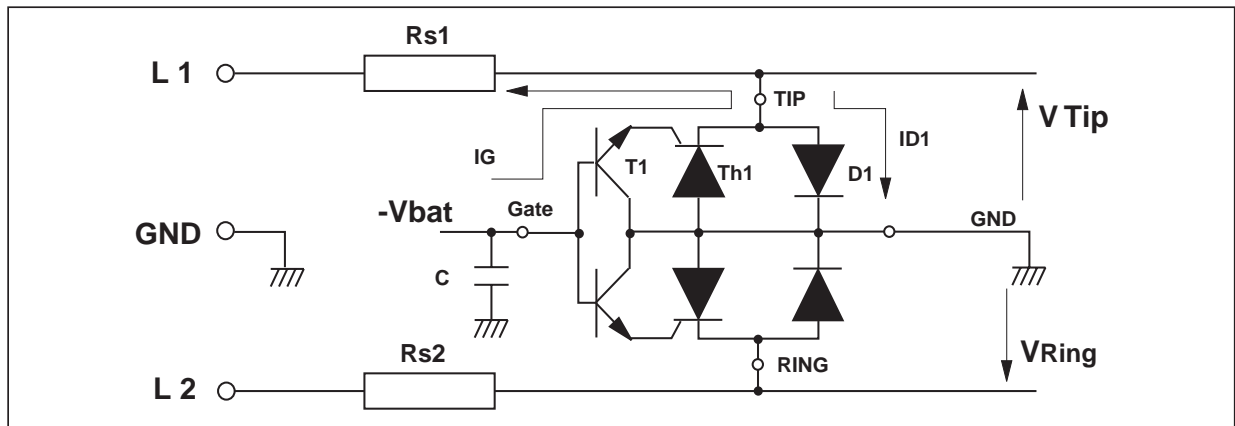 Rs1
L 1
TIP
V Tip
IG
T1
Th1
D1
ID1
-Vbat
Gate
GND
GND
C
Rs2
RING
VRing
L 2